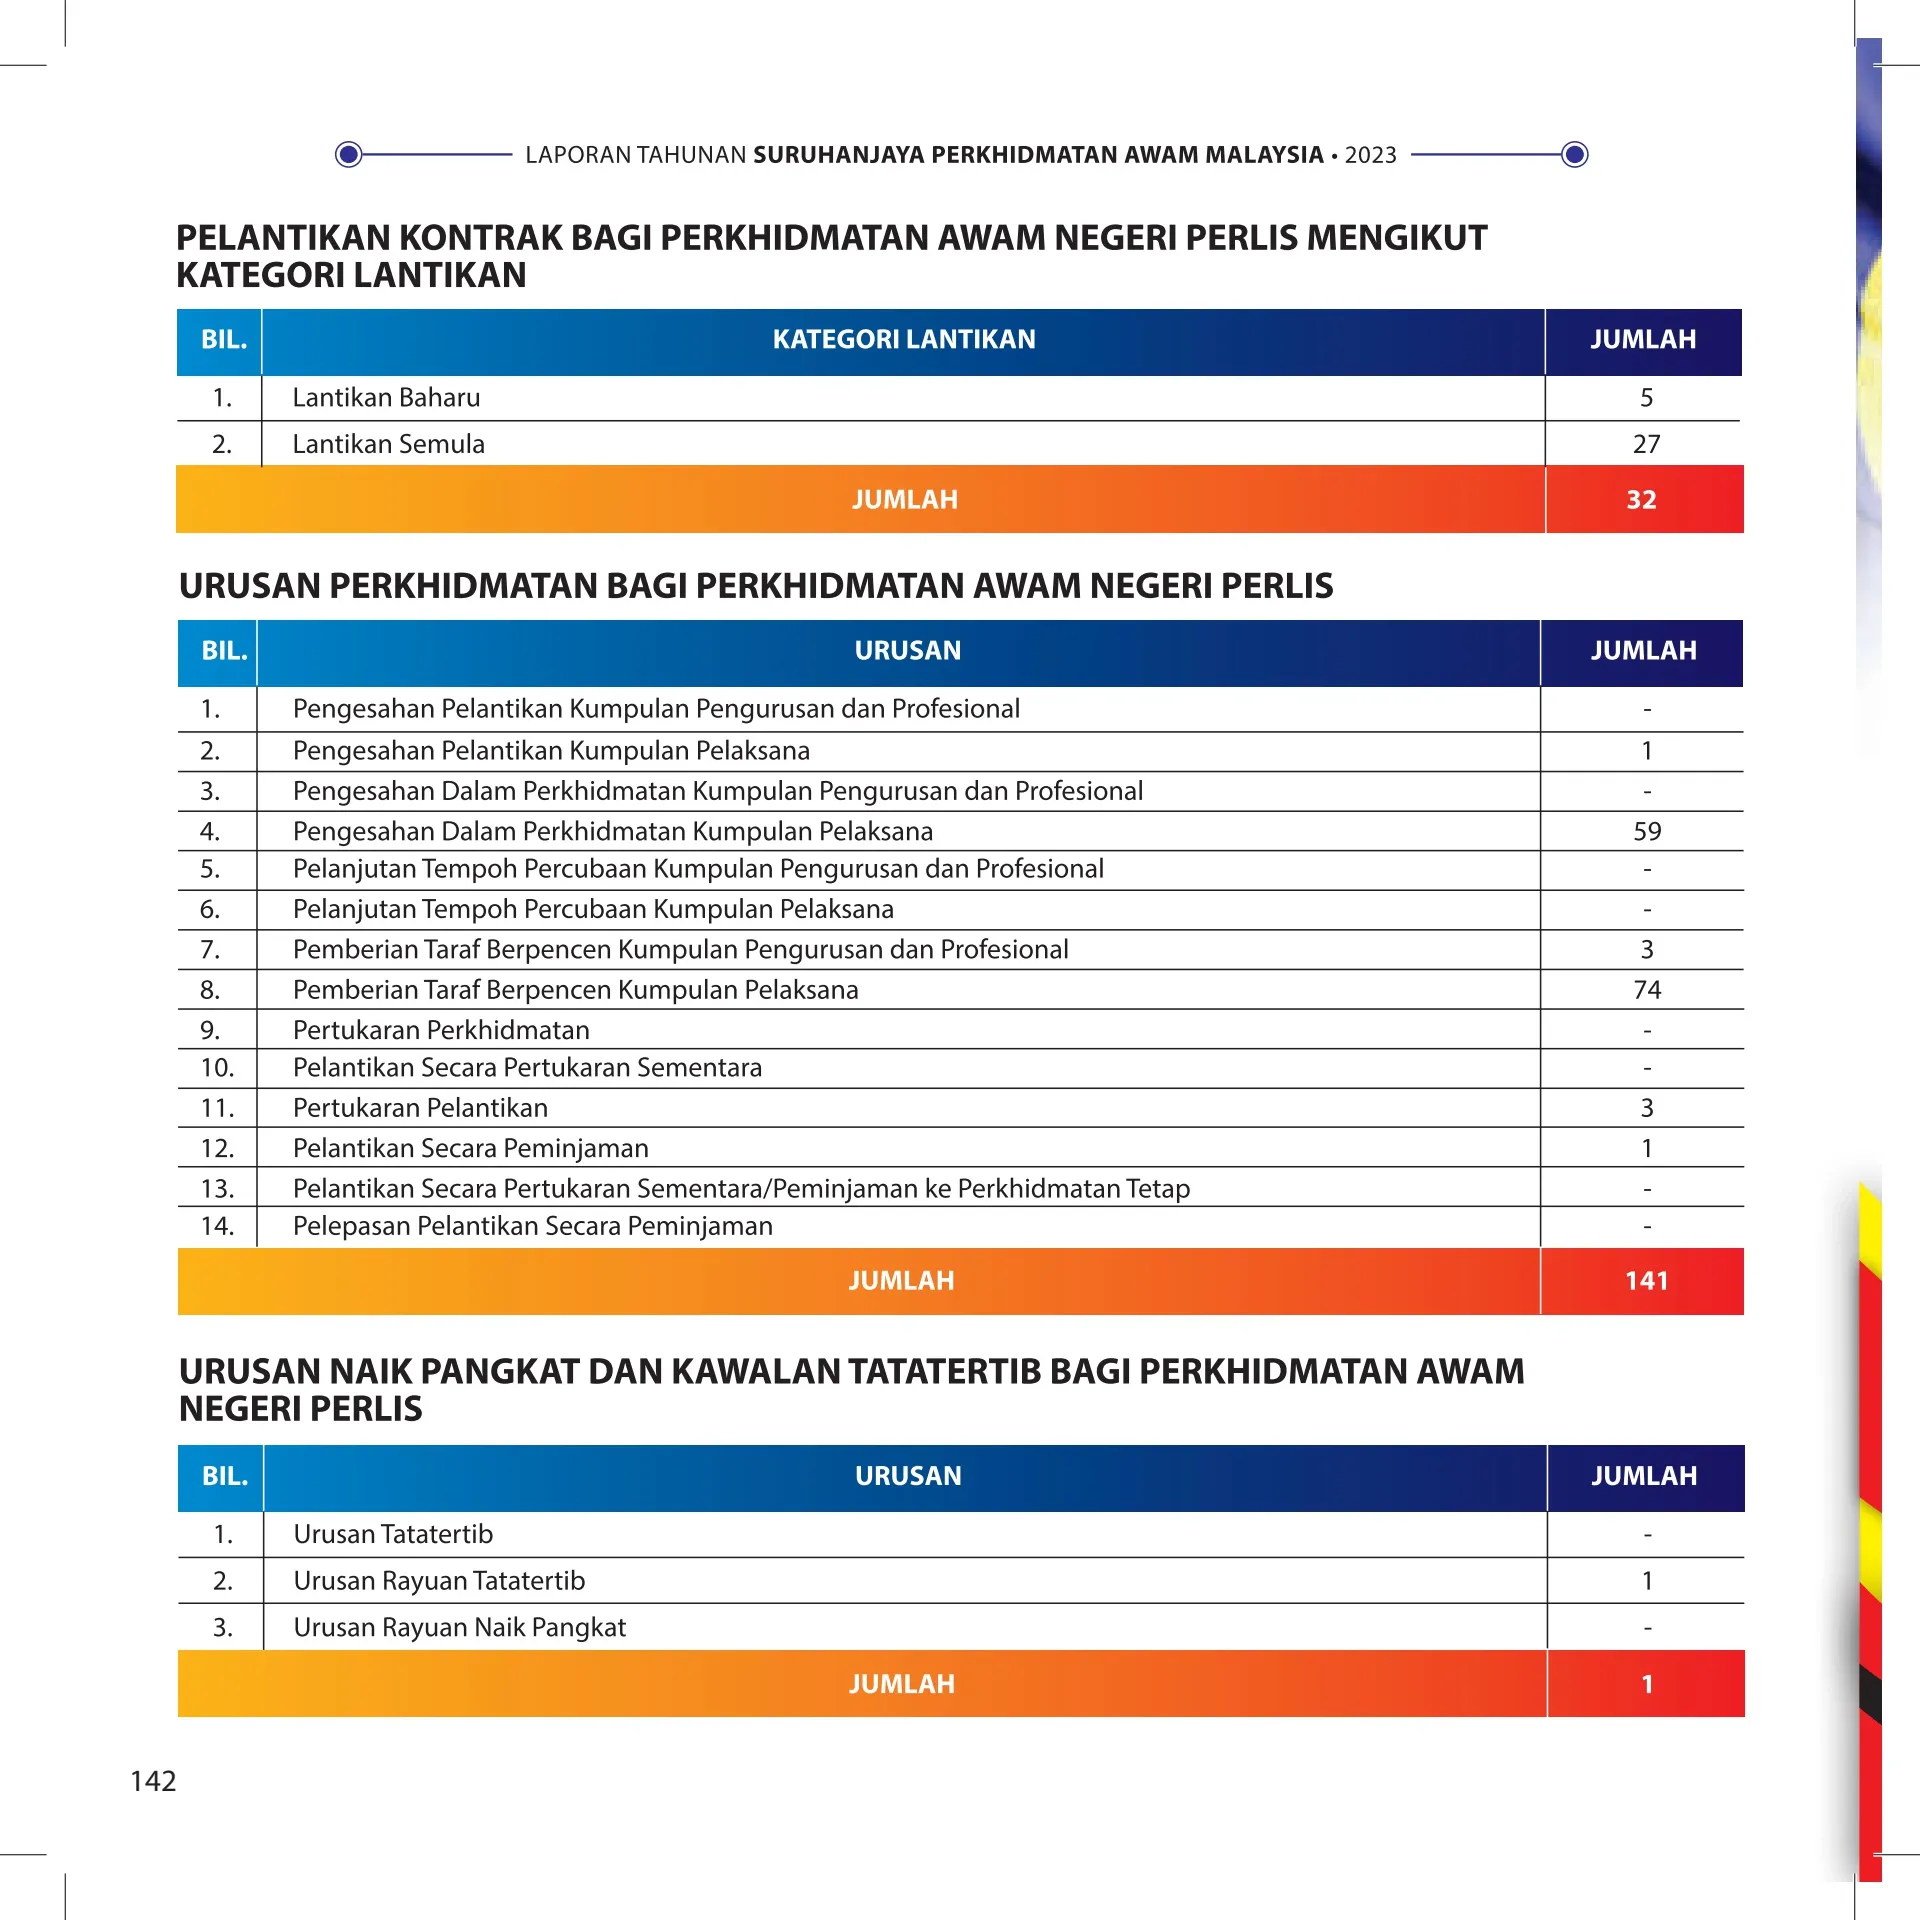 LAPORAN TAHUNAN SURUHANJAYA PERKHIDMATAN AWAM MALAYSIA • 2023
PELANTIKAN KONTRAK BAGI PERKHIDMATAN AWAM NEGERI PERLIS MENGIKUT
KATEGORI LANTIKAN
BIL. KATEGORI LANTIKAN JUMLAH
1. Lantikan Baharu 5
2. Lantikan Semula 27
JUMLAH 32
URUSAN PERKHIDMATAN BAGI PERKHIDMATAN AWAM NEGERI PERLIS
BIL. URUSAN JUMLAH
1. Pengesahan Pelantikan Kumpulan Pengurusan dan Profesional -
2. Pengesahan Pelantikan Kumpulan Pelaksana 1
3. Pengesahan Dalam Perkhidmatan Kumpulan Pengurusan dan Profesional -
4. Pengesahan Dalam Perkhidmatan Kumpulan Pelaksana 59
5. Pelanjutan Tempoh Percubaan Kumpulan Pengurusan dan Profesional -
6. Pelanjutan Tempoh Percubaan Kumpulan Pelaksana -
7. Pemberian Taraf Berpencen Kumpulan Pengurusan dan Profesional 3
8. Pemberian Taraf Berpencen Kumpulan Pelaksana 74
9. Pertukaran Perkhidmatan -
10. Pelantikan Secara Pertukaran Sementara -
11. Pertukaran Pelantikan 3
12. Pelantikan Secara Peminjaman 1
13. Pelantikan Secara Pertukaran Sementara/Peminjaman ke Perkhidmatan Tetap -
14. Pelepasan Pelantikan Secara Peminjaman -
JUMLAH 141
URUSAN NAIK PANGKAT DAN KAWALAN TATATERTIB BAGI PERKHIDMATAN AWAM
NEGERI PERLIS
BIL. URUSAN JUMLAH
1. Urusan Tatatertib -
2. Urusan Rayuan Tatatertib 1
3. Urusan Rayuan Naik Pangkat -
JUMLAH 1
142